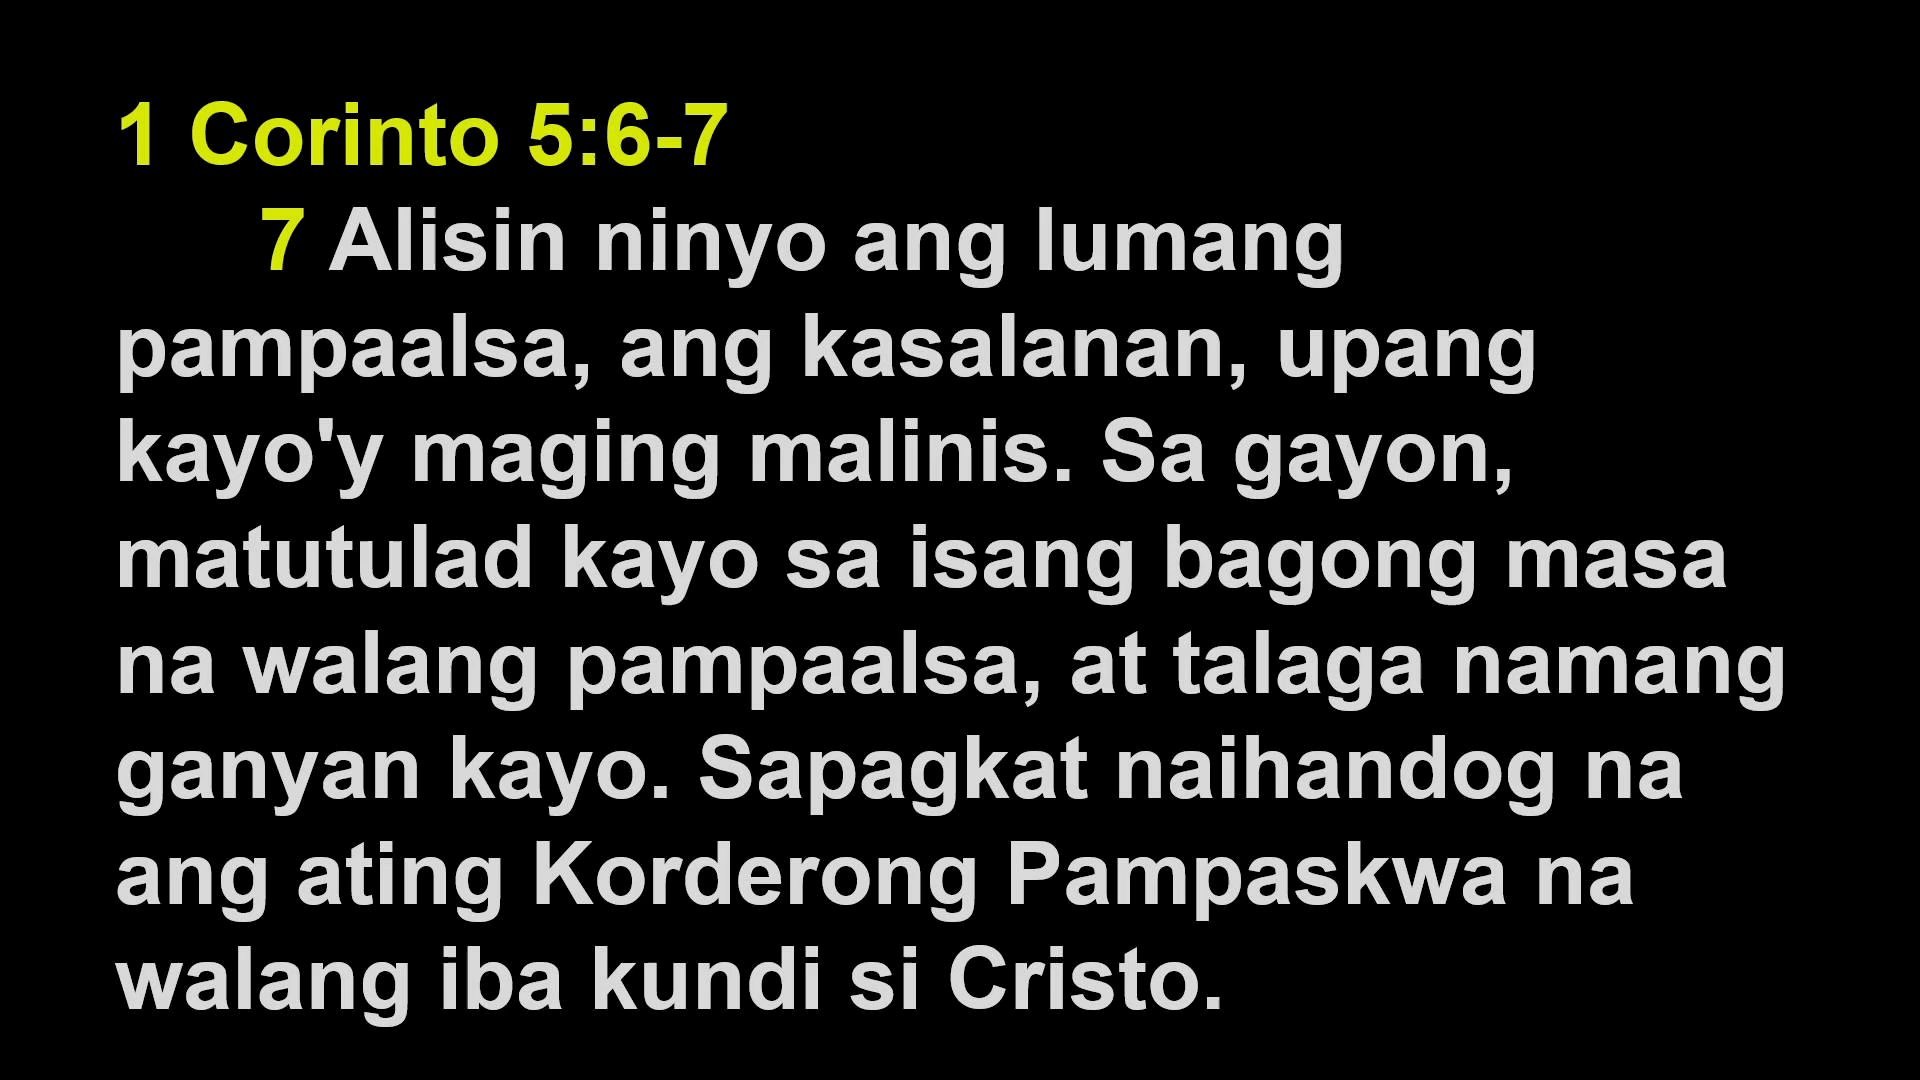 1 Corinto 5:6-7
7 Alisin ninyo ang lumang
pampaalsa, ang kasalanan, upang
kayo'y maging malinis. Sa gayon,
matutulad kayo sa isang bagong masa
na walang pampaalsa, at talaga namang
ganyan kayo. Sapagkat naihandog na
ang ating Korderong Pampaskwa na
walang iba kundi si Cristo.